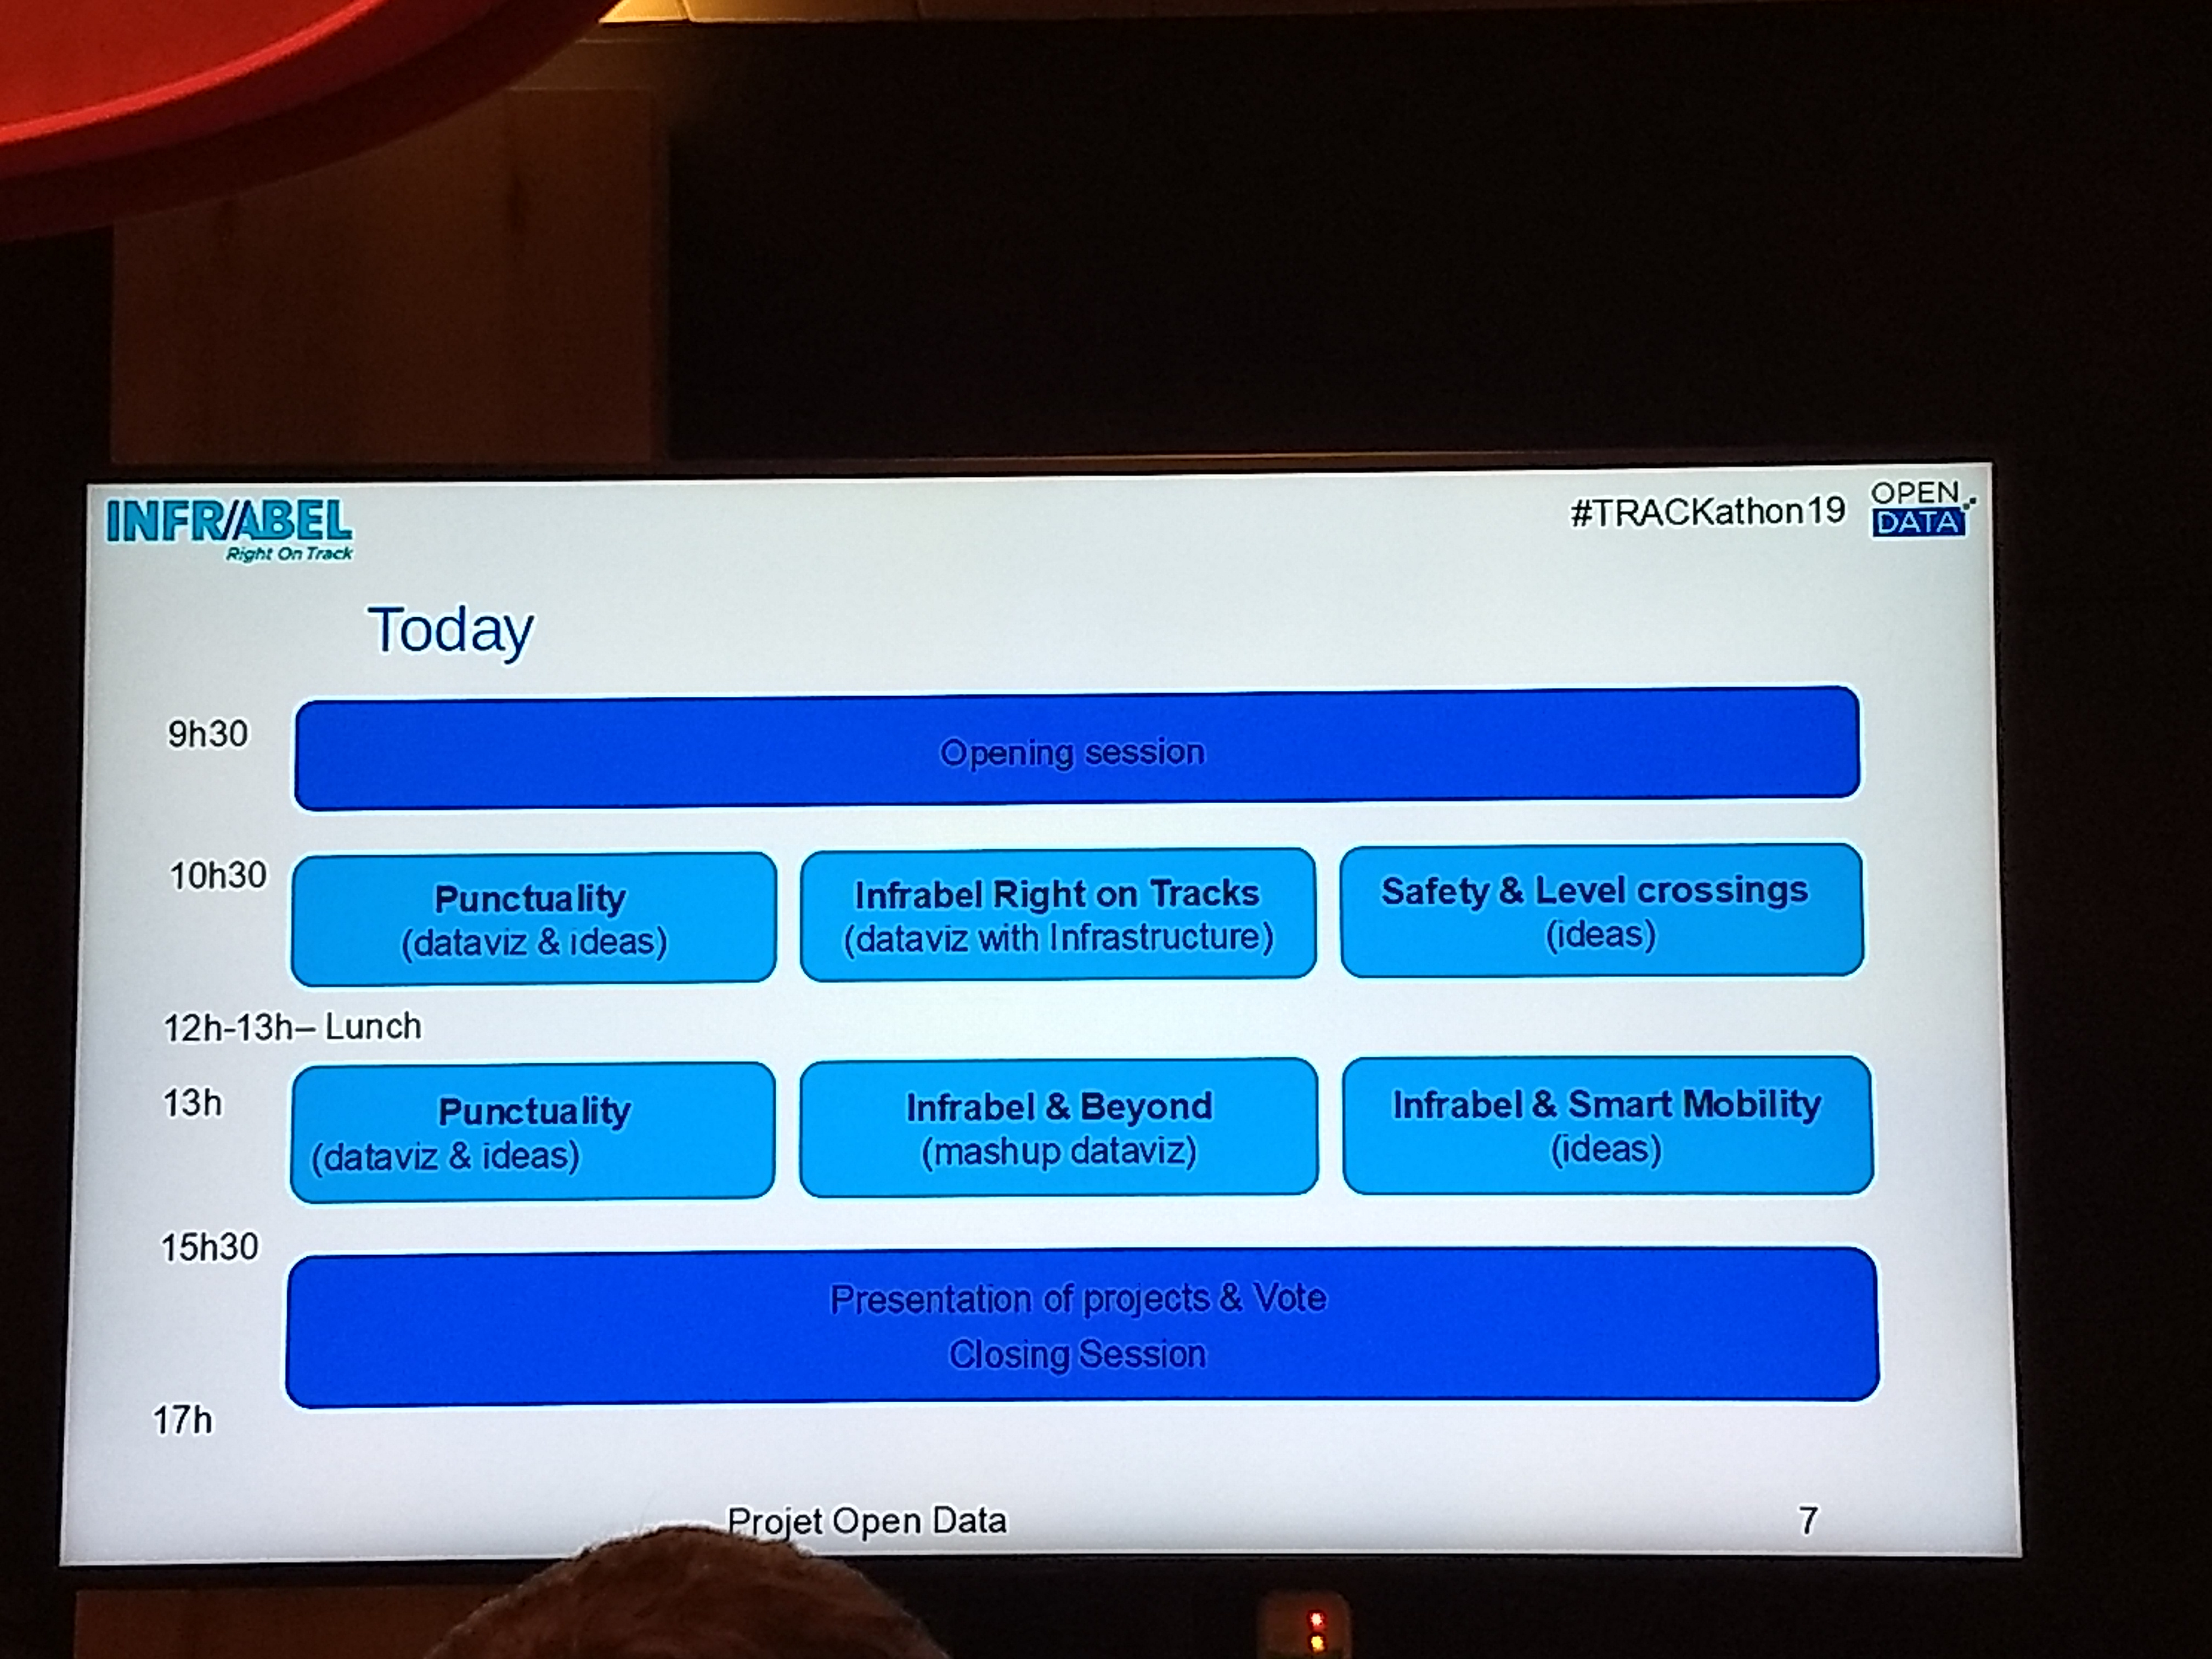 INFR/ABEL
Right On Track
#TRACKathon19
OPEN
DATA
Today
9h30
Opening session
10h30
Punctuality
(dataviz & ideas)
Infrabel Right on Tracks
(dataviz with Infrastructure)
Safety & Level crossings
(ideas)
12h-13h– Lunch
13h
Punctuality
(dataviz & ideas)
Infrabel & Beyond
(mashup dataviz)
Infrabel & Smart Mobility
(ideas)
15h30
Presentation of projects & Vote
Closing Session
17h
Projet Open Data
7